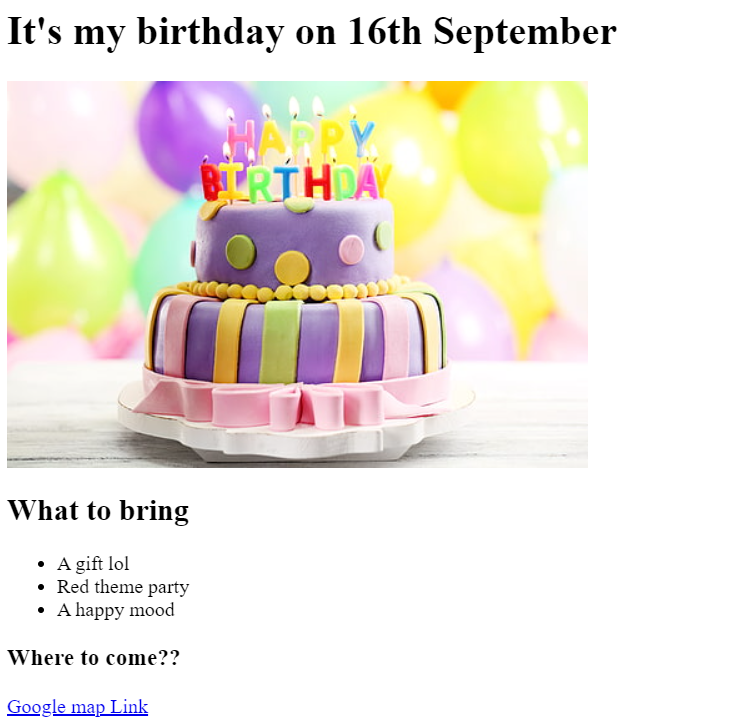 It's my birthday on 16th September
HAPPY
BIRTHDAY
What to bring
A gift lol
Red theme party
A happy mood
Where to come??
Google map Link